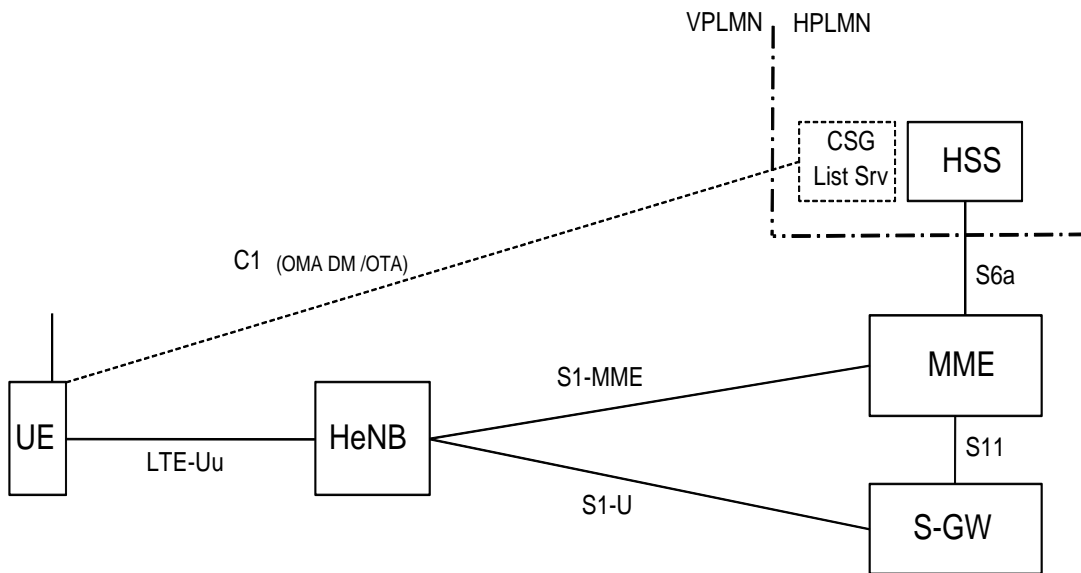 VPLMN HPLMN
CSG
List Srv
HSS
C1 (OMA DM /OTA)
S6a
S1-MME
MME
UE
HeNB
LTE-Uu
S11
S1-U
S-GW